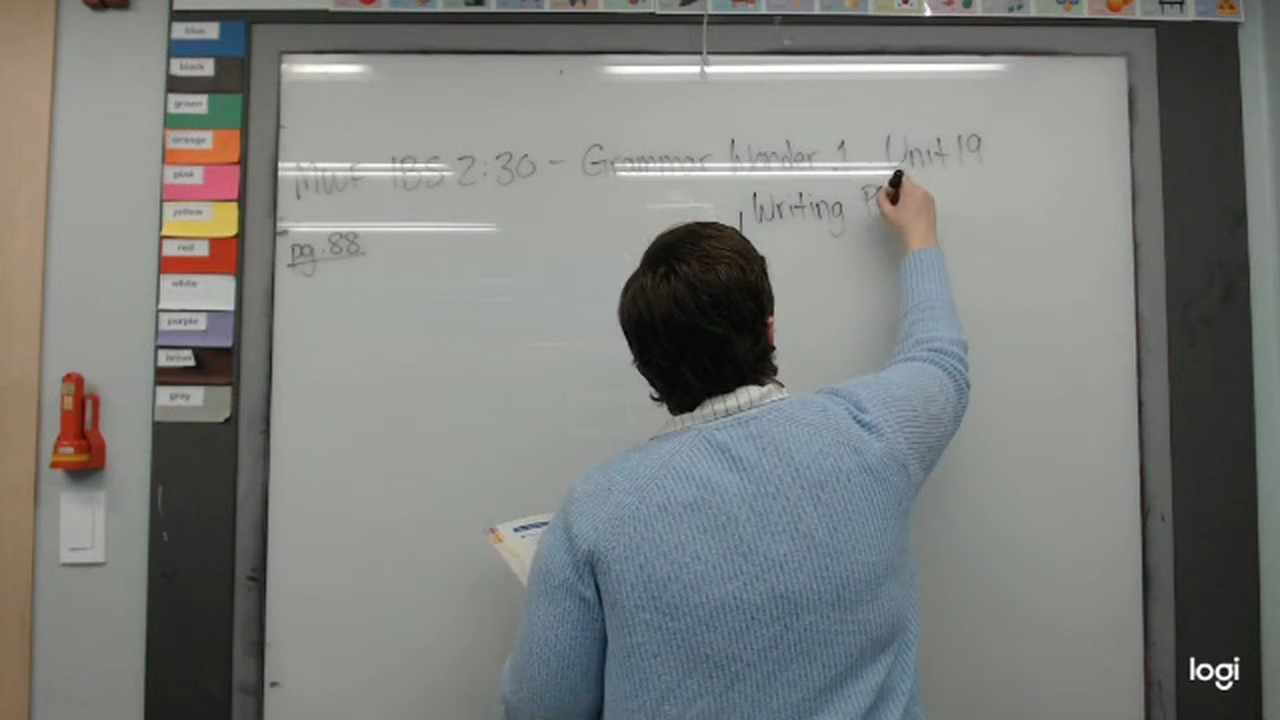 blue
black
green
orange
pink
yellow
red
white
purple
brown
grey
MWF IBS 2:30 - Grammar Wonder 1 Unit 19
Writing
pg. 88
logi